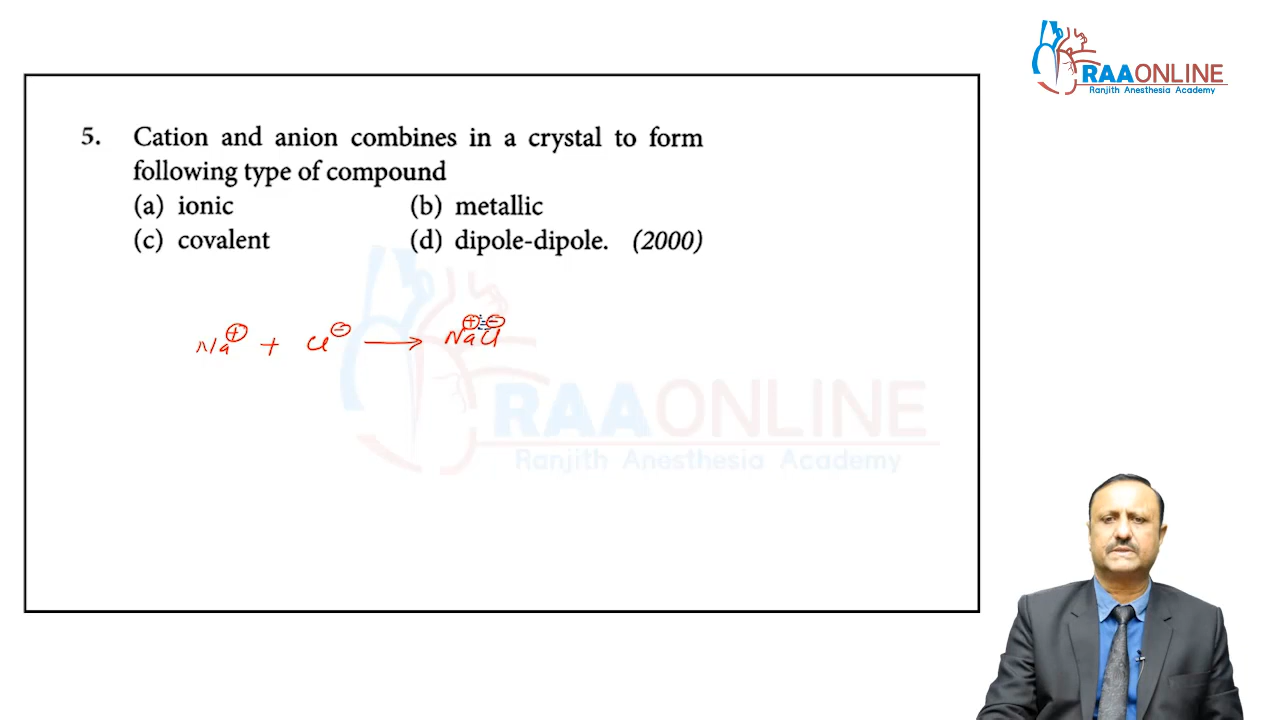 RAAONLINE
Ranjith Anesthesia Academy
5. Cation and anion combines in a crystal to form
following type of compound
(a) ionic (b) metallic
(c) covalent (d) dipole-dipole. (2000)
Na⊕ + Cl⊖ ⟶ Na⊕Cl⊖
RAAONLINE
Ranjith Anesthesia Academy